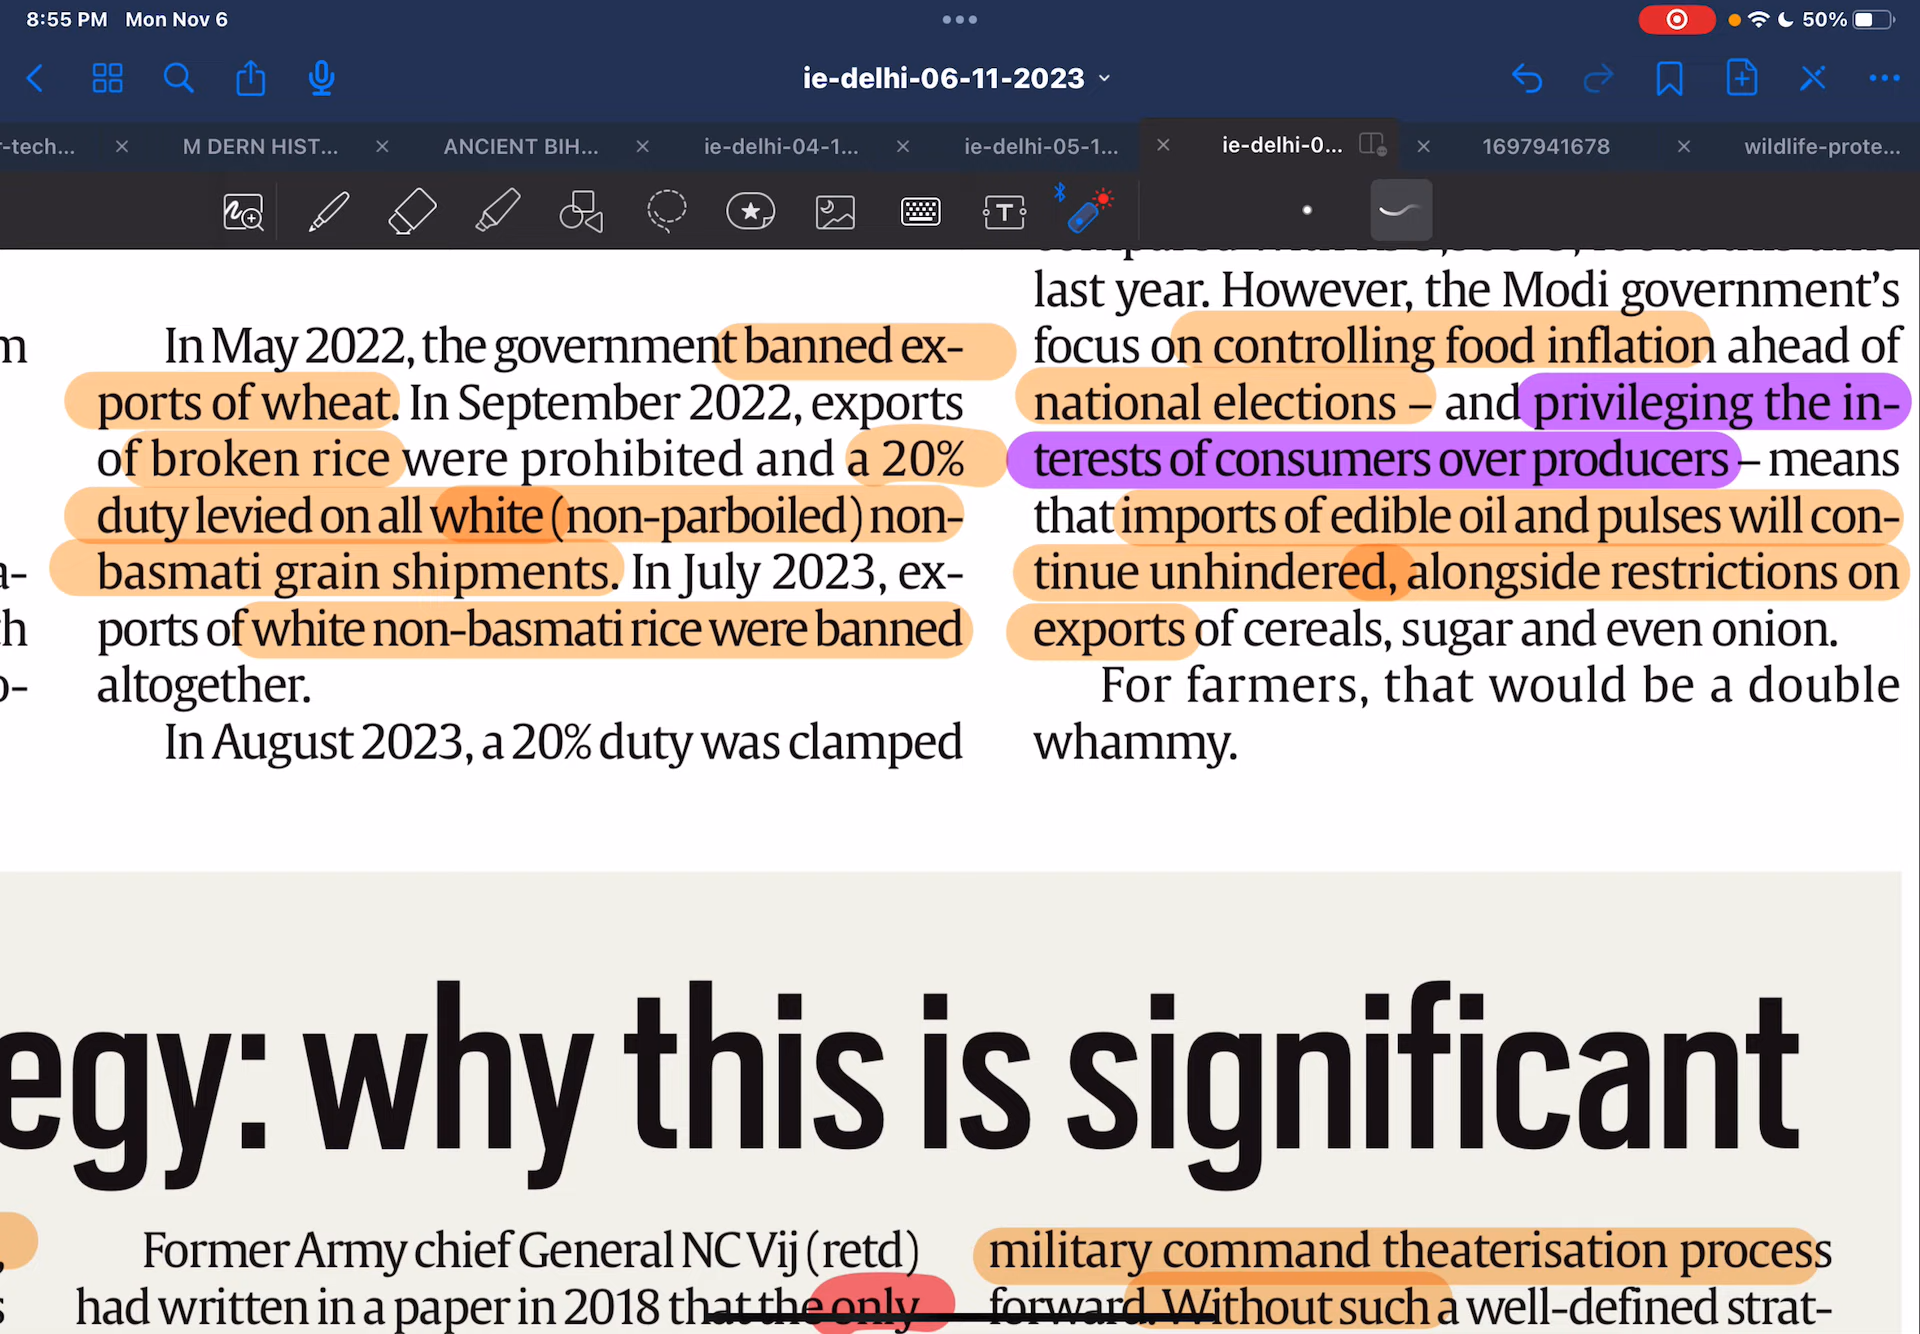 8:55 PM Mon Nov 6
50%
ie-delhi-06-11-2023
-tech...
M DERN HIST...
ANCIENT BIH...
ie-delhi-04-1...
ie-delhi-05-1...
ie-delhi-0...
1697941678
wildlife-prote...
In May 2022, the government banned ex-
ports of wheat. In September 2022, exports
of broken rice were prohibited and a 20%
duty levied on all white (non-parboiled) non-
basmati grain shipments. In July 2023, ex-
ports of white non-basmati rice were banned
altogether.
In August 2023, a 20% duty was clamped
last year. However, the Modi government's
focus on controlling food inflation ahead of
national elections – and privileging the in-
terests of consumers over producers – means
that imports of edible oil and pulses will con-
tinue unhindered, alongside restrictions on
exports of cereals, sugar and even onion.
For farmers, that would be a double
whammy.
egy: why this is significant
Former Army chief General NC Vij (retd)
had written in a paper in 2018 that the only
military command theaterisation process
forward. Without such a well-defined strat-